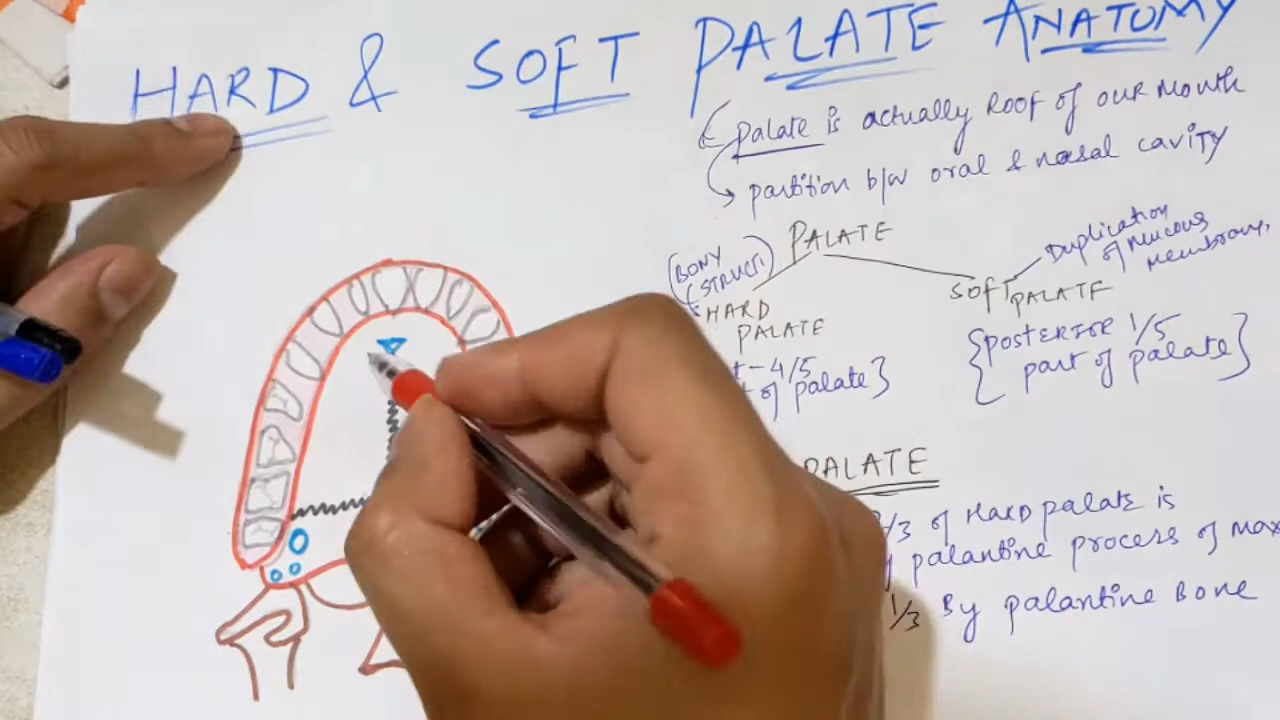 HARD & SOFT PALATE ANATOMY
palate is actually Roof of our mouth
partition b/w oral & nasal cavity
PALATE
(BONY
STRUCT.)
HARD
PALATE
t - 4/5
of palate}
Duplication
of mucous
membrane,
SOFT PALATE
{POSTERIOR 1/5
part of palate}
PALATE
/3 of HARD palate is
palantine process of max
1/3 By palantine Bone